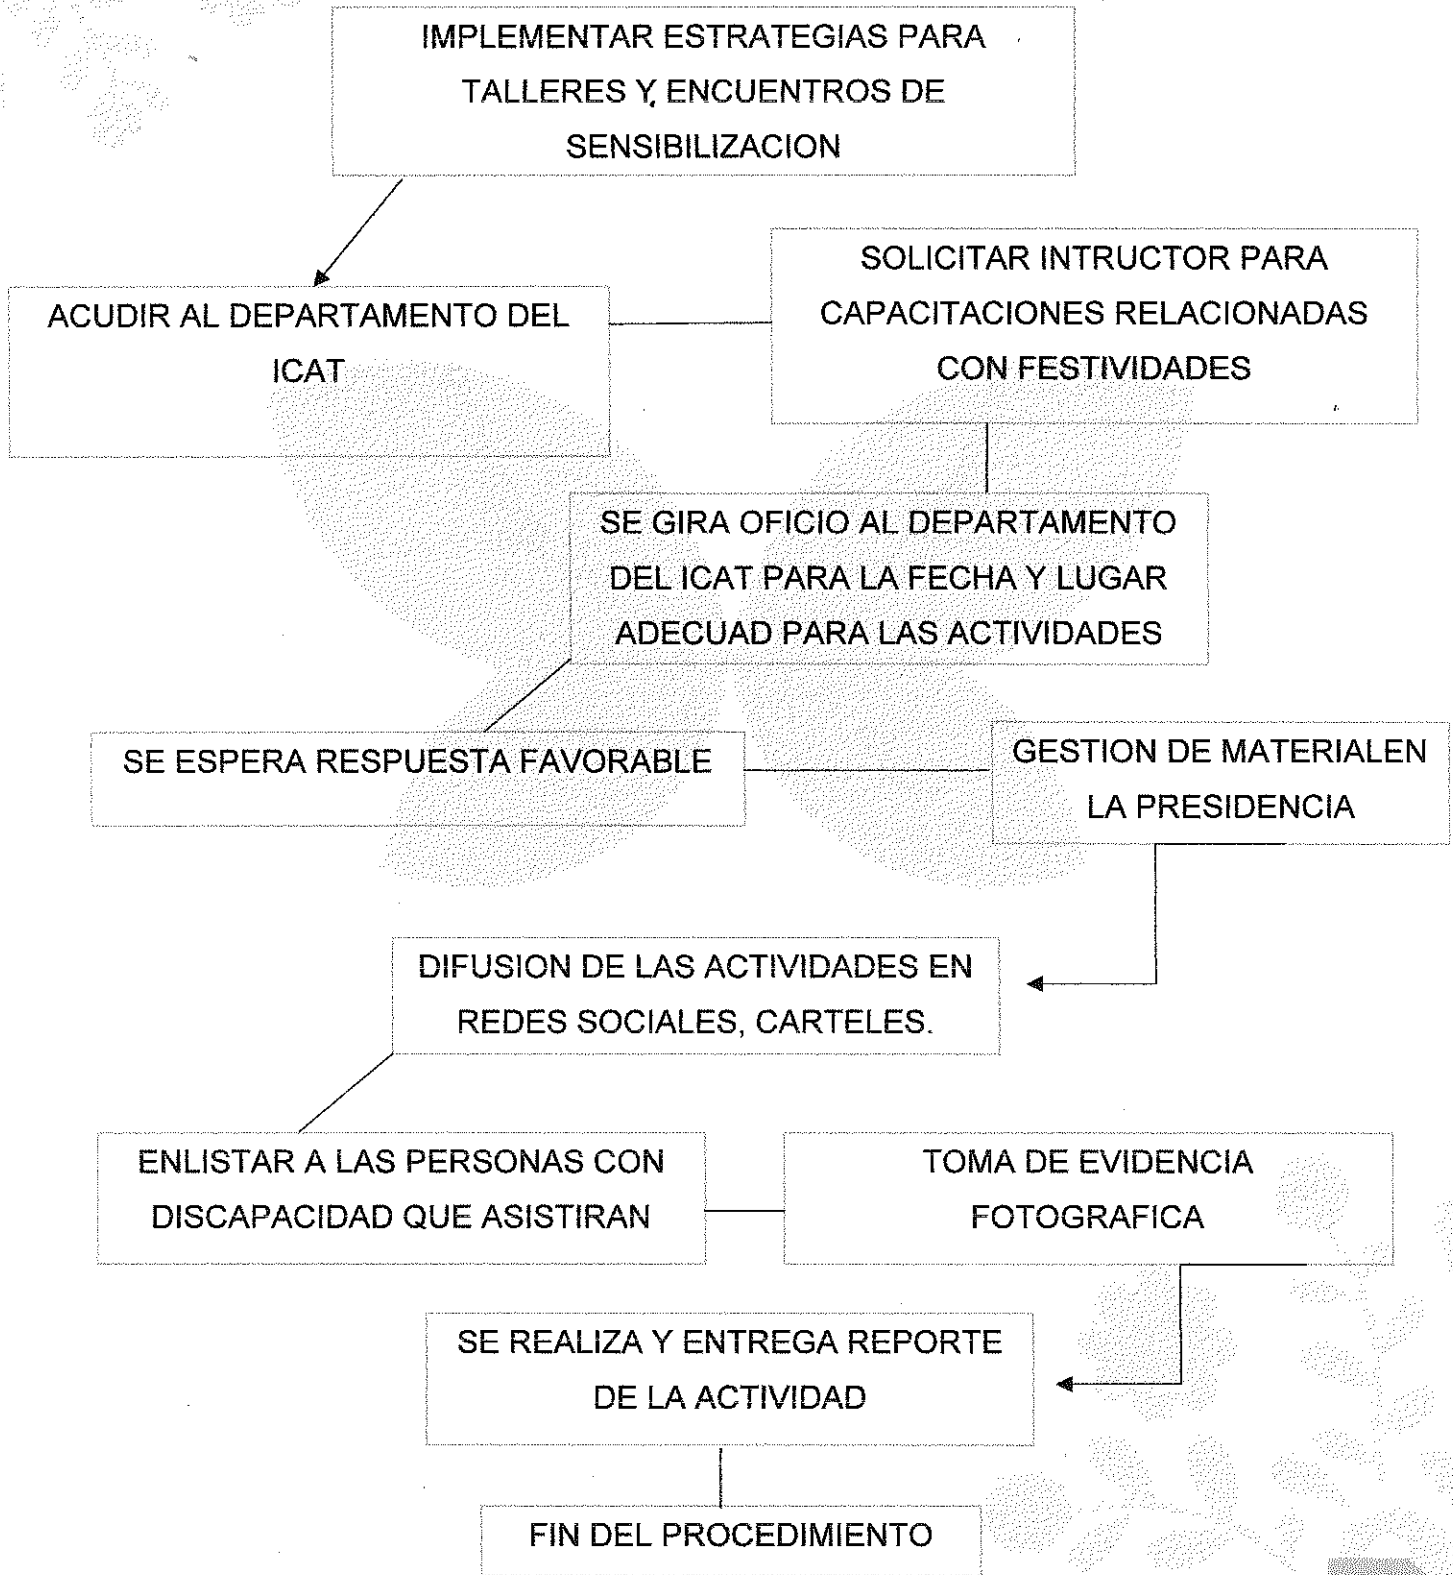 IMPLEMENTAR ESTRATEGIAS PARA
TALLERES Y, ENCUENTROS DE
SENSIBILIZACION
ACUDIR AL DEPARTAMENTO DEL
ICAT
SOLICITAR INTRUCTOR PARA
CAPACITACIONES RELACIONADAS
CON FESTIVIDADES
SE GIRA OFICIO AL DEPARTAMENTO
DEL ICAT PARA LA FECHA Y LUGAR
ADECUAD PARA LAS ACTIVIDADES
SE ESPERA RESPUESTA FAVORABLE
GESTION DE MATERIALEN
LA PRESIDENCIA
DIFUSION DE LAS ACTIVIDADES EN
REDES SOCIALES, CARTELES.
ENLISTAR A LAS PERSONAS CON
DISCAPACIDAD QUE ASISTIRAN
TOMA DE EVIDENCIA
FOTOGRAFICA
SE REALIZA Y ENTREGA REPORTE
DE LA ACTIVIDAD
FIN DEL PROCEDIMIENTO